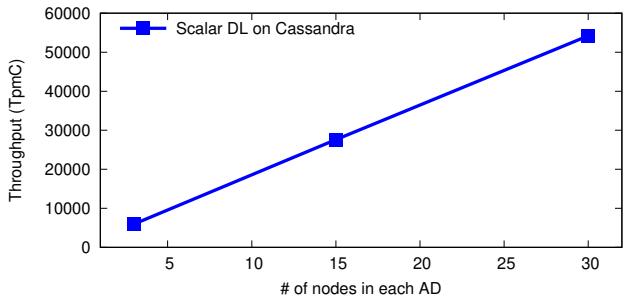 60000
Scalar DL on Cassandra
50000
40000
30000
20000
10000
0
Throughput (TpmC)
5 10 15 20 25 30
# of nodes in each AD